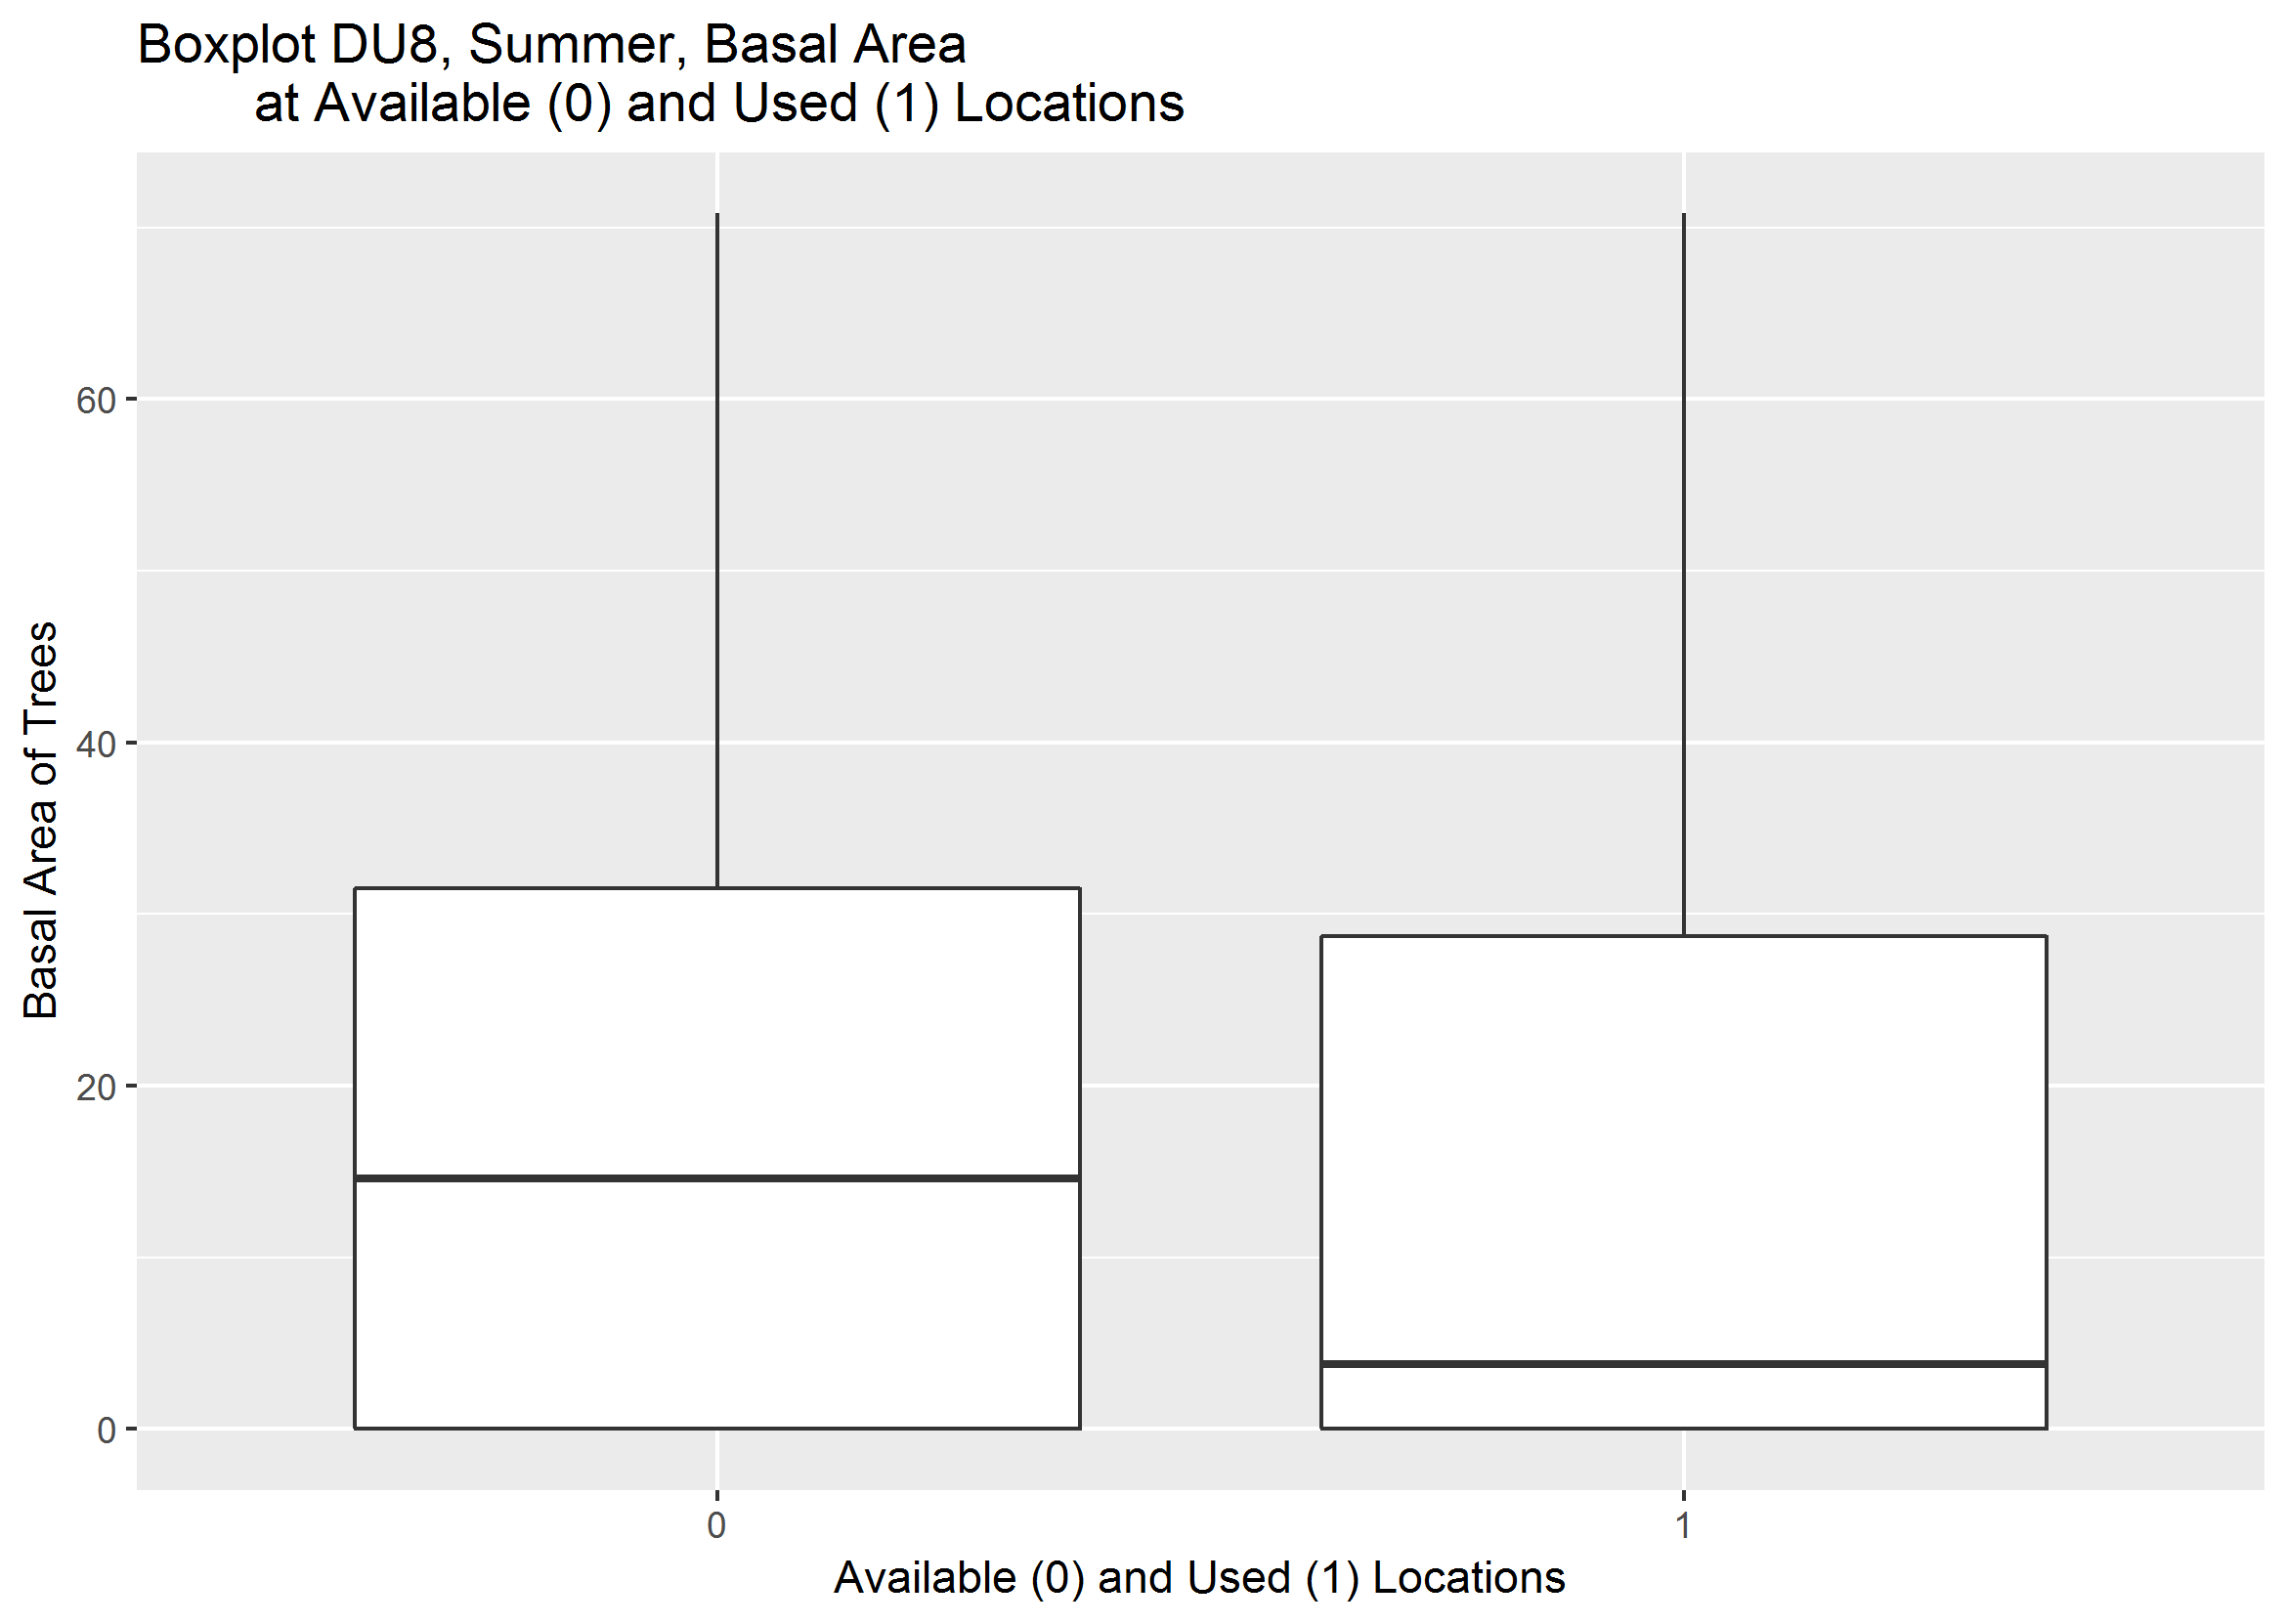 Boxplot DU8, Summer, Basal Area
at Available (0) and Used (1) Locations
Basal Area of Trees
60
40
20
0
0 1
Available (0) and Used (1) Locations